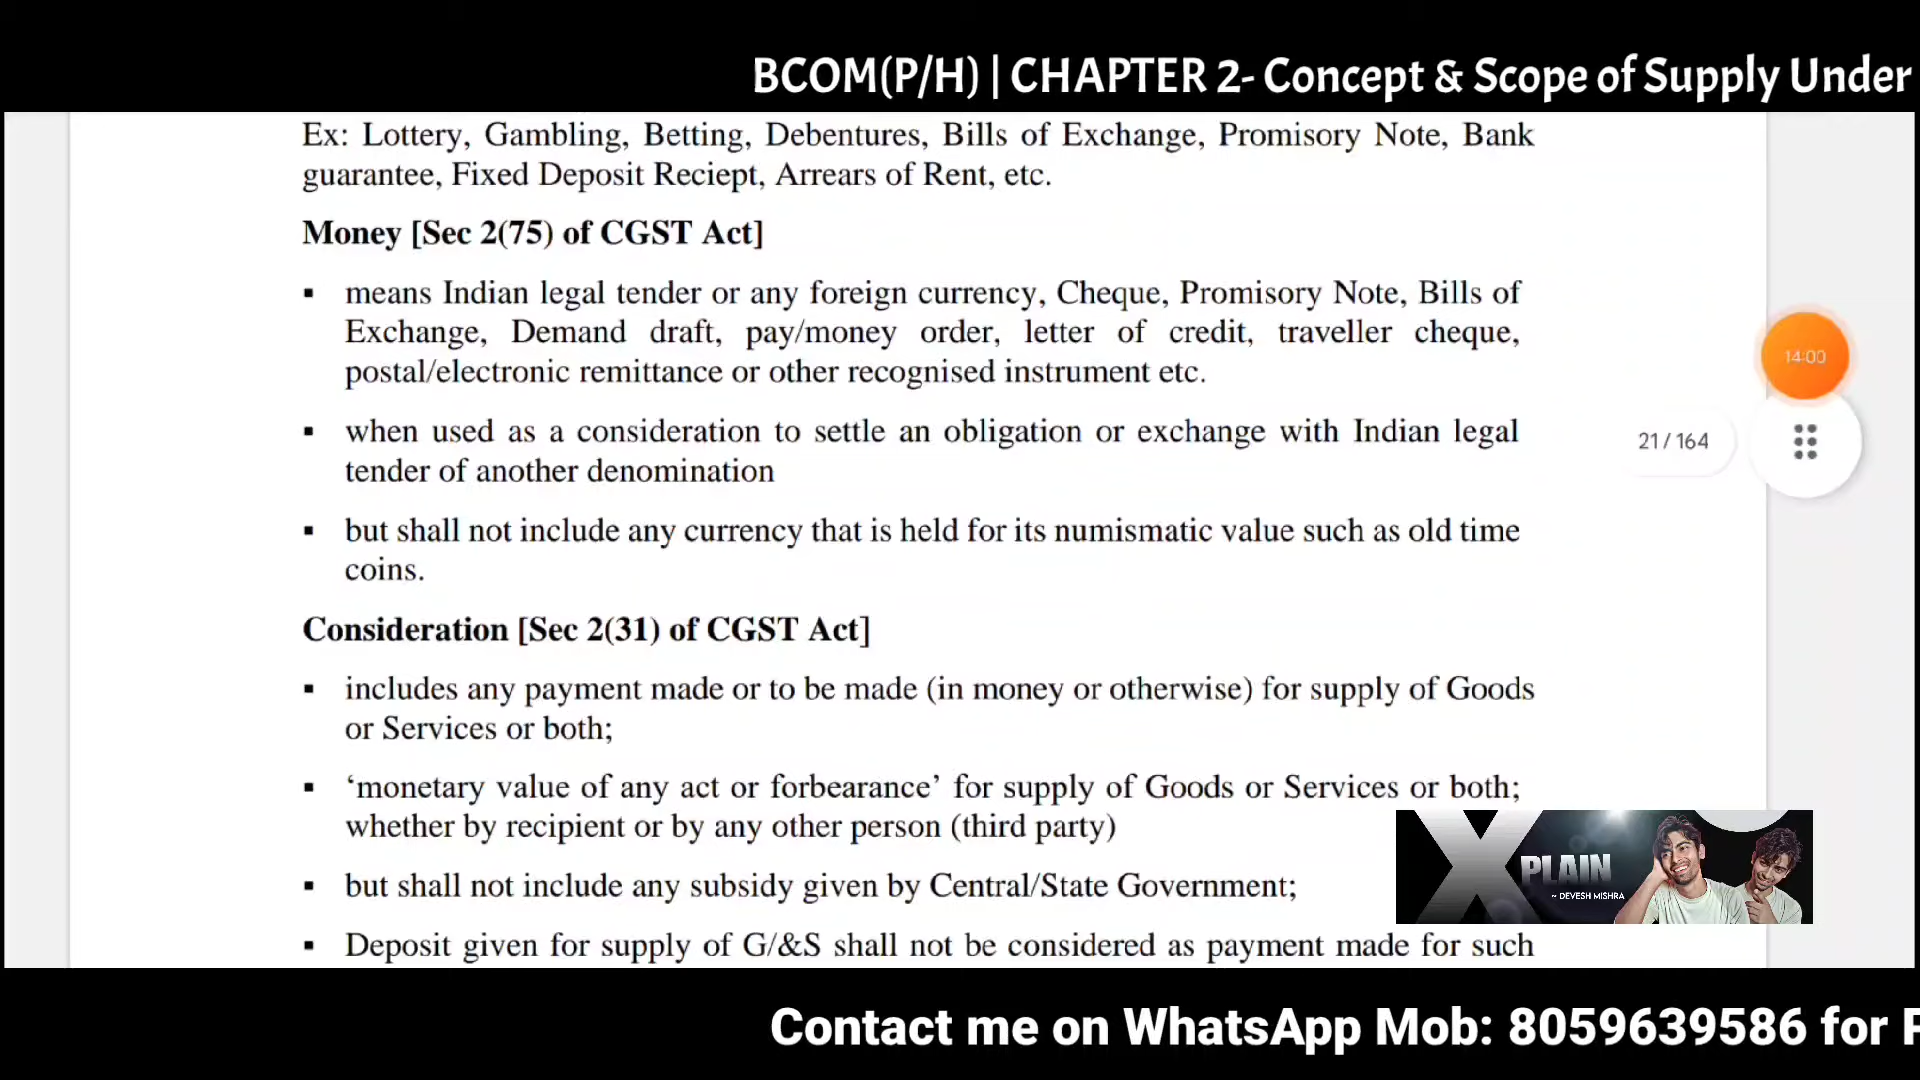 BCOM(P/H) | CHAPTER 2- Concept & Scope of Supply Under
Ex: Lottery, Gambling, Betting, Debentures, Bills of Exchange, Promisory Note, Bank
guarantee, Fixed Deposit Reciept, Arrears of Rent, etc.
Money [Sec 2(75) of CGST Act]
▪ means Indian legal tender or any foreign currency, Cheque, Promisory Note, Bills of
Exchange, Demand draft, pay/money order, letter of credit, traveller cheque,
postal/electronic remittance or other recognised instrument etc.
▪ when used as a consideration to settle an obligation or exchange with Indian legal
tender of another denomination
▪ but shall not include any currency that is held for its numismatic value such as old time
coins.
Consideration [Sec 2(31) of CGST Act]
▪ includes any payment made or to be made (in money or otherwise) for supply of Goods
or Services or both;
▪ ‘monetary value of any act or forbearance’ for supply of Goods or Services or both;
whether by recipient or by any other person (third party)
▪ but shall not include any subsidy given by Central/State Government;
▪ Deposit given for supply of G/&S shall not be considered as payment made for such
14:00
21 / 164
XPLAIN
~ DEVESH MISHRA
Contact me on WhatsApp Mob: 8059639586 for